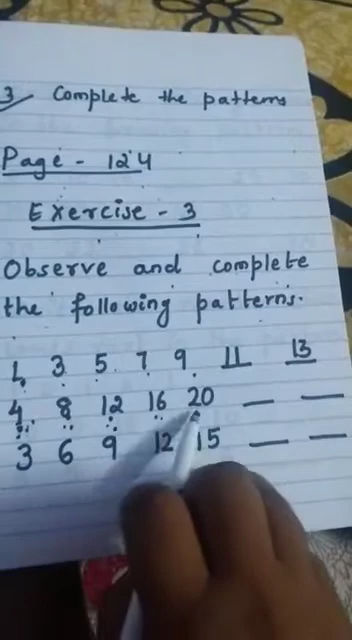 3 Complete the patterns
Page - 124
Exercise - 3
Observe and complete
the following patterns.
1, 3. 5. 7 9. 11 13
4, 8 12 16 20 — —
3 6 9 12 15 — —